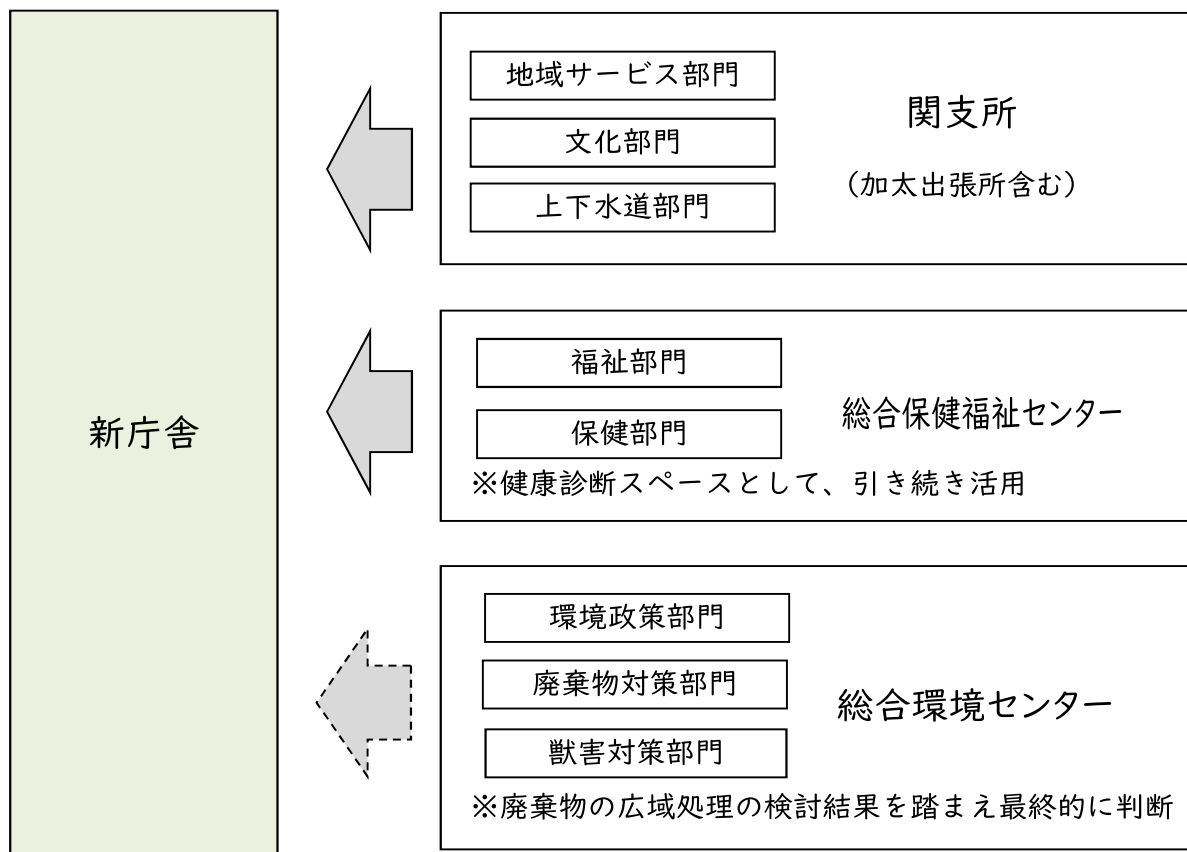 新庁舎
地域サービス部門
文化部門
上下水道部門
関支所
（加太出張所含む）
福祉部門
保健部門
総合保健福祉センター
※健康診断スペースとして、引き続き活用
環境政策部門
廃棄物対策部門
獣害対策部門
総合環境センター
※廃棄物の広域処理の検討結果を踏まえ最終的に判断